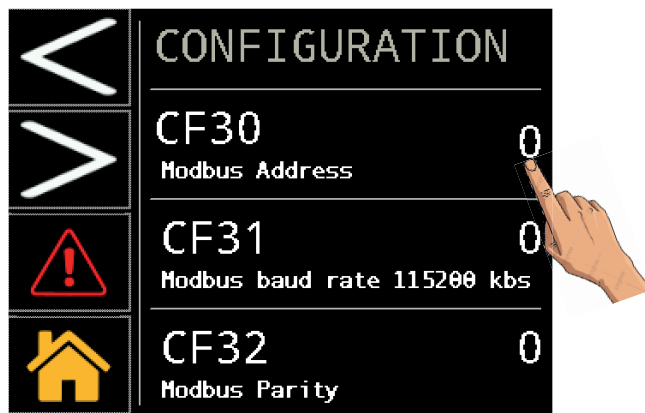 CONFIGURATION
CF30 0
Modbus Address
CF31 0
Modbus baud rate 115200 kbs
CF32 0
Modbus Parity